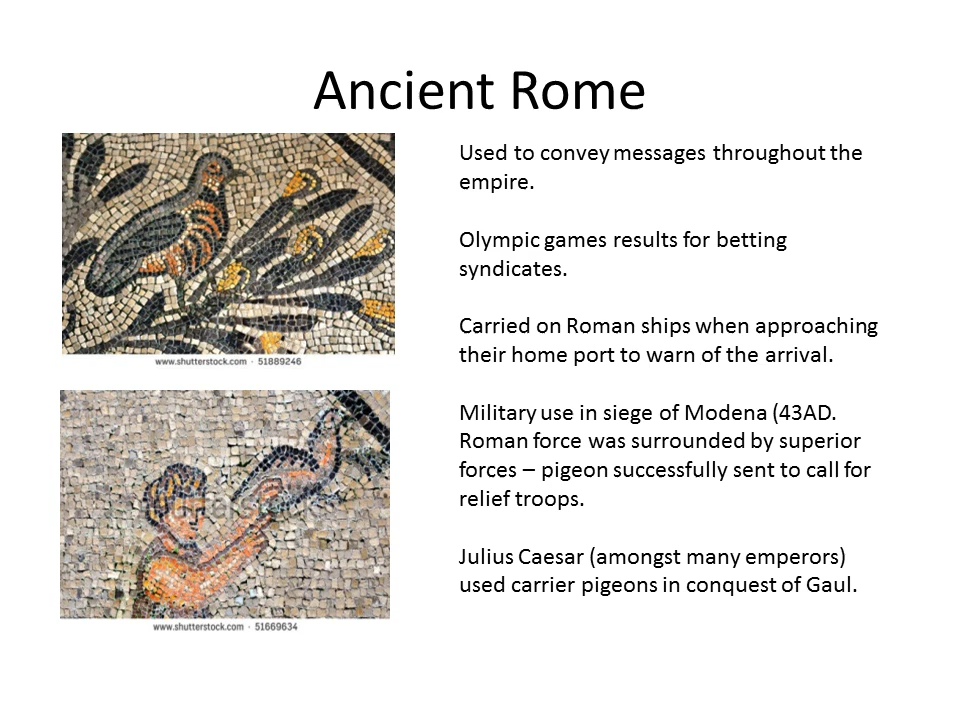 Ancient Rome
www.shutterstock.com · 51889246
www.shutterstock.com · 51669634
Used to convey messages throughout the
empire.
Olympic games results for betting
syndicates.
Carried on Roman ships when approaching
their home port to warn of the arrival.
Military use in siege of Modena (43AD.
Roman force was surrounded by superior
forces – pigeon successfully sent to call for
relief troops.
Julius Caesar (amongst many emperors)
used carrier pigeons in conquest of Gaul.